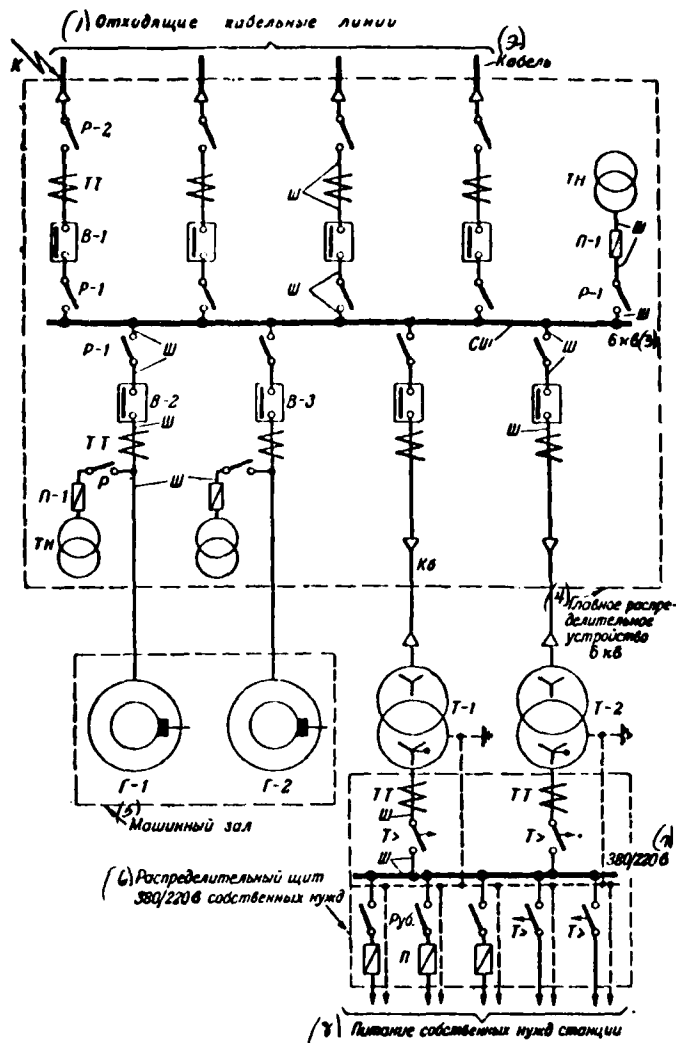 (1) Отходящие кабельные линии
(2)
Кабель
К
Р-2
ТТ
Ш
ТН
В-1
Ш
П-1
Р-1
Ш
Р-1
Ш
СШ
6 кв (3)
Р-1
Ш
Ш
В-2
В-3
Ш
Ш
ТТ
Р
Ш
П-1
ТН
Кв
(4) Главное распре-
делительное
устройство
6 кв
Т-1
Т-2
Г-1
Г-2
(5)
Машинный зал
ТТ
ТТ
Ш
Т>
Т>
(7)
Ш
380/220 в
(6) Распределительный щит
380/220 в собственных нужд
Руб.
Т>
Т>
П
(8) Питание собственных нужд станции